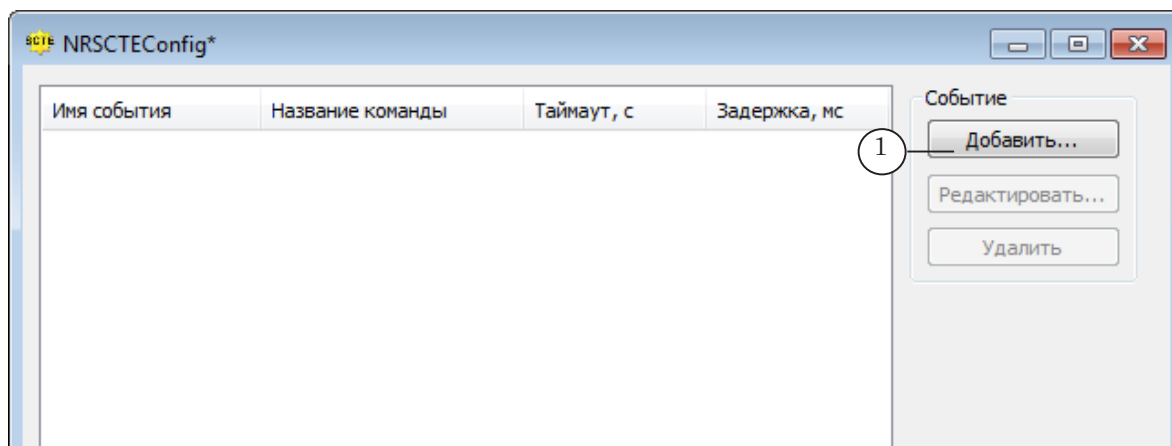 SCTE NRSCTEConfig*
Имя события Название команды Таймаут, с Задержка, мс
Событие
1
Добавить...
Редактировать...
Удалить